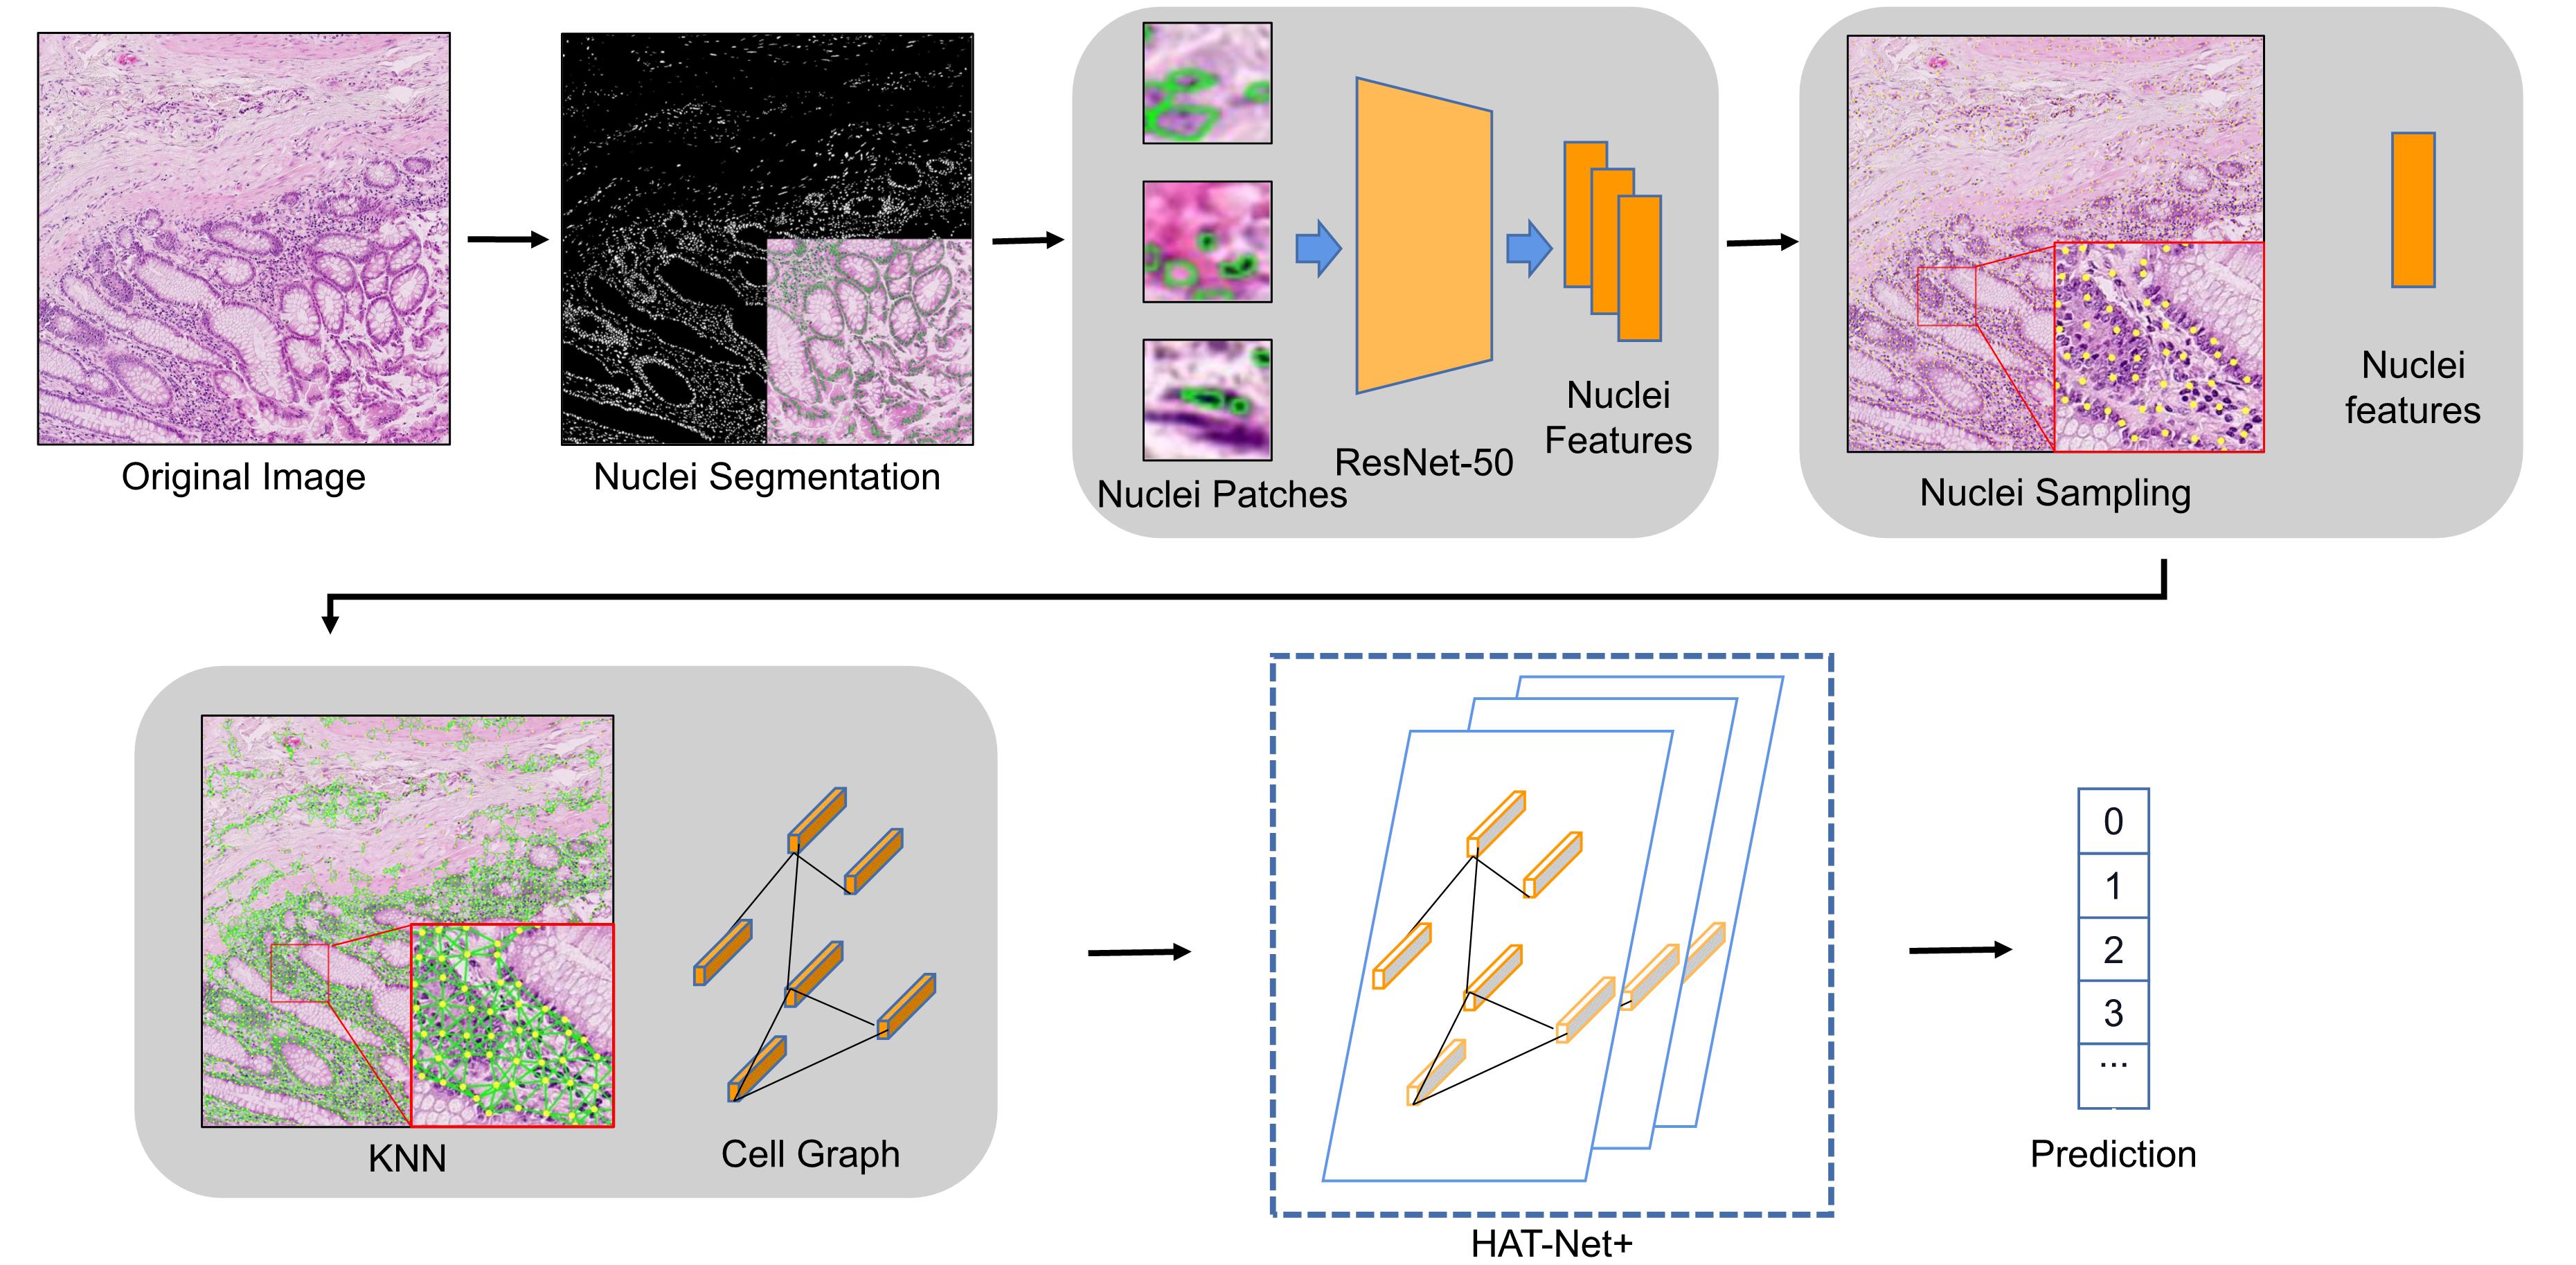 Original Image
Nuclei Segmentation
Nuclei Patches
ResNet-50
Nuclei
Features
Nuclei Sampling
Nuclei
features
KNN
Cell Graph
HAT-Net+
0
1
2
3
...
Prediction